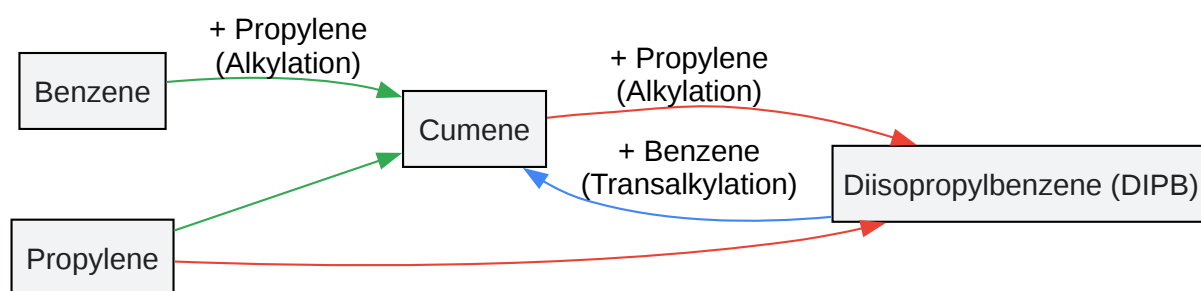 + Propylene
(Alkylation)
Benzene
+ Propylene
(Alkylation)
Cumene
+ Benzene
(Transalkylation)
Diisopropylbenzene (DIPB)
Propylene